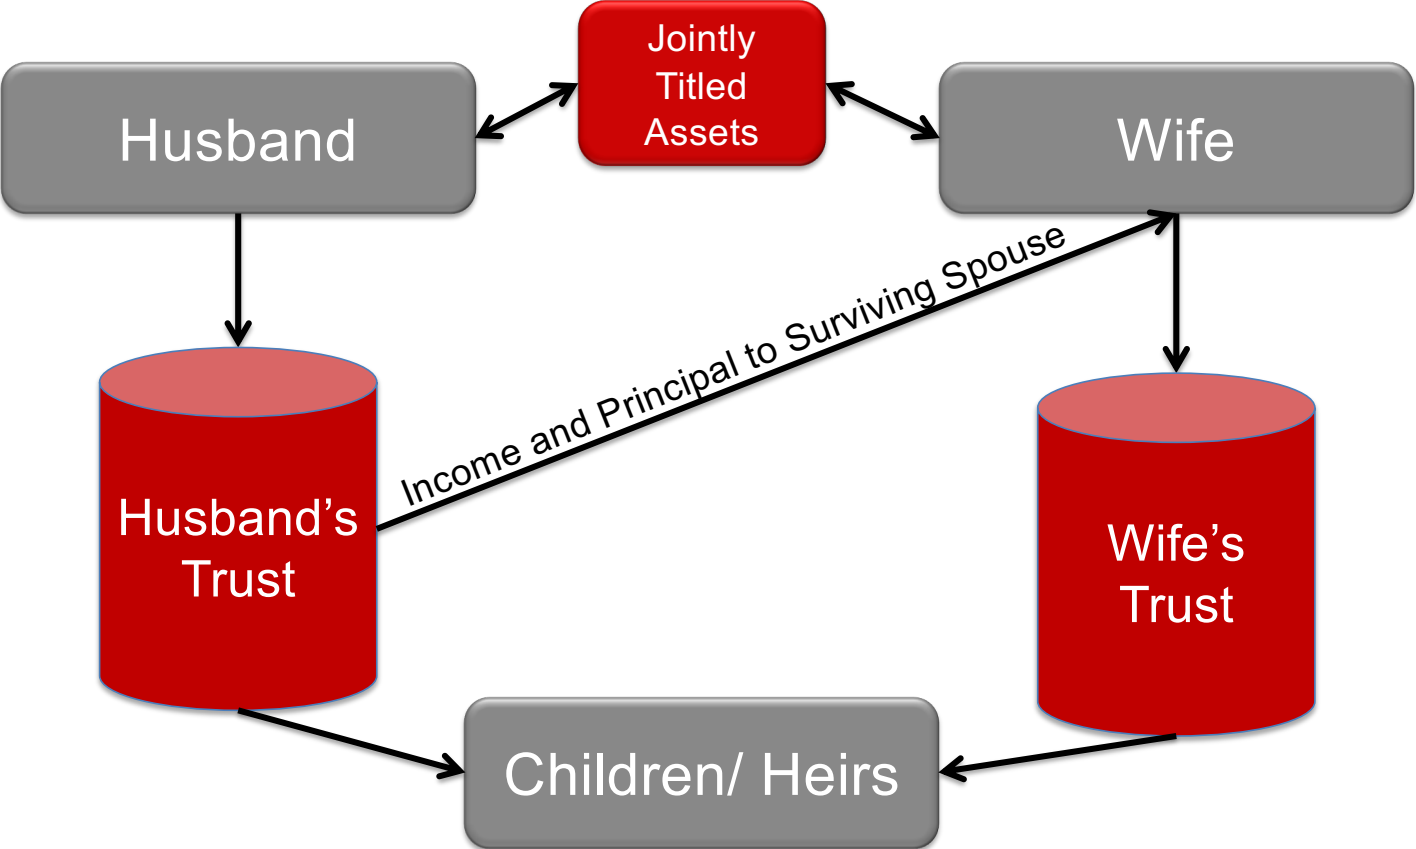 Jointly
Titled
Assets
Husband
Wife
Income and Principal to Surviving Spouse
Husband’s
Trust
Wife’s
Trust
Children/ Heirs